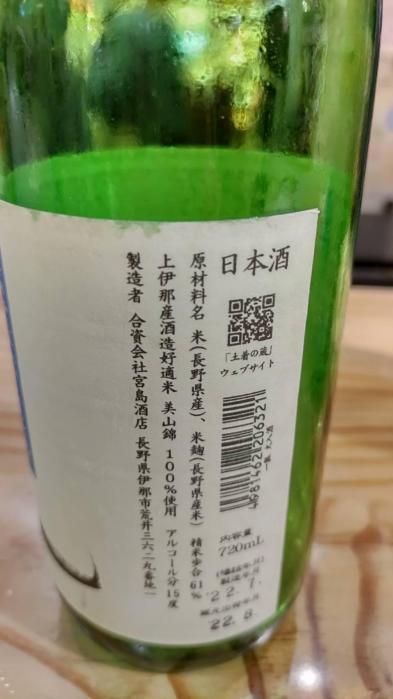 日本酒
「土着の蔵」
ウェブサイト
内容量
720mL
22.7.
22.8.
原材料名 米(長野県産)、米麹(長野県産米) 精米歩合 61%
上伊那産酒造好適米 美山錦 100%使用 アルコール分 15度
製造者 合資会社宮島酒店 長野県伊那市荒井三六二九番地一